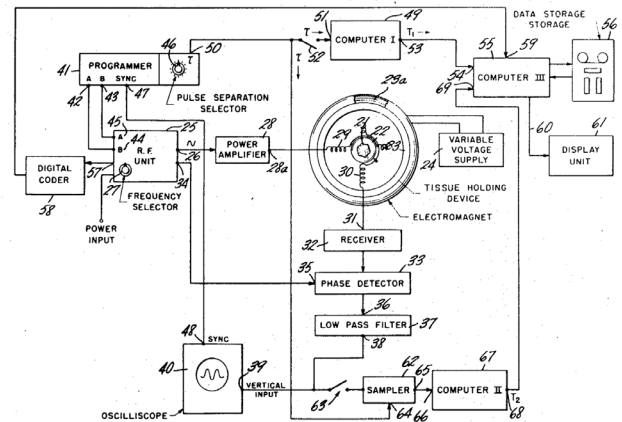 DATA STORAGE
STORAGE
49
50
51
τ
T1
COMPUTER I
52
53
τ
46
τ
PROGRAMMER
A B SYNC
41
42
43
47
PULSE SEPARATION
SELECTOR
55
59
56
54
69
COMPUTER III
60
61
DISPLAY
UNIT
45
44
25
A
B
R.F.
UNIT
~
26
34
57
27
FREQUENCY
SELECTOR
28
POWER
AMPLIFIER
28a
DIGITAL
CODER
58
POWER
INPUT
23a
21
22
23
29
30
24
VARIABLE
VOLTAGE
SUPPLY
TISSUE HOLDING
DEVICE
ELECTROMAGNET
31
RECEIVER
32
33
35
PHASE DETECTOR
36
LOW PASS FILTER
37
38
48
SYNC
40
39
VERTICAL
INPUT
OSCILLISCOPE
63
62
SAMPLER
65
64
66
67
COMPUTER II
T2
68